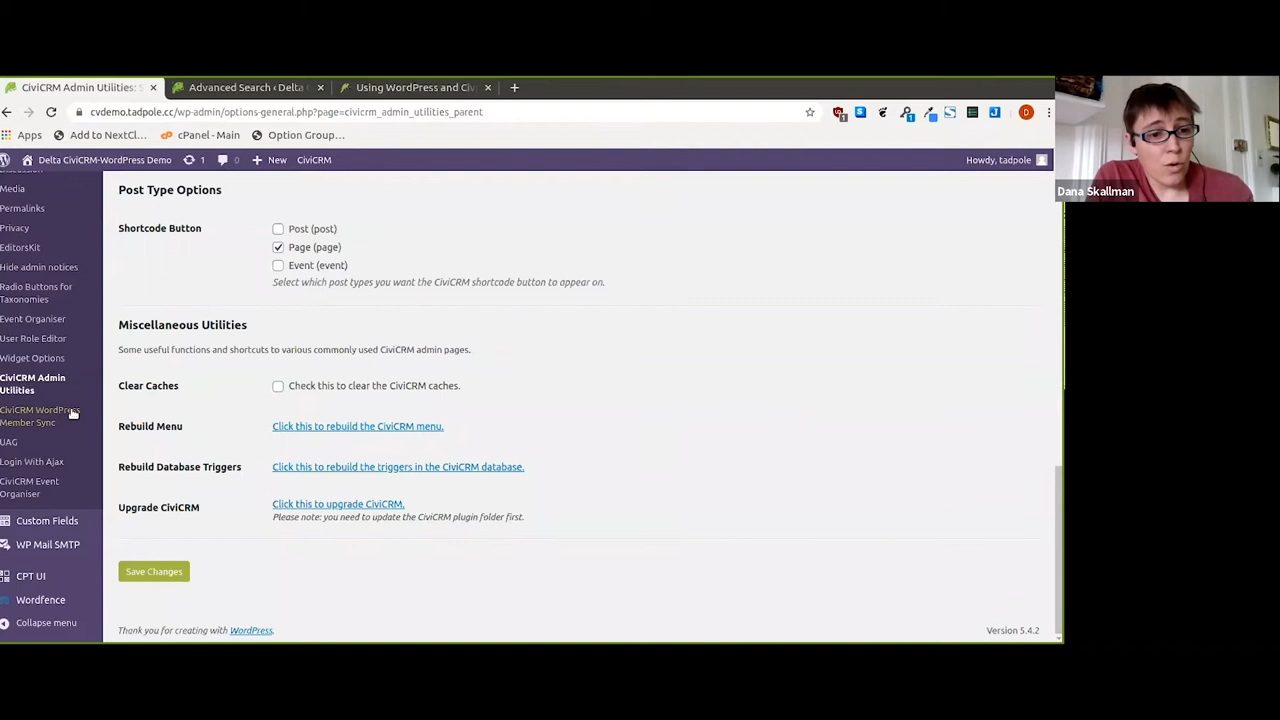 CiviCRM Admin Utilities:
Advanced Search ‹ Delta
Using WordPress and Civ
cvdemo.tadpole.cc/wp-admin/options-general.php?page=civicrm_admin_utilities_parent
Apps
Add to NextCl...
cPanel - Main
Option Group...
Dana Skallman
Delta CiviCRM-WordPress Demo
1
0
New
CiviCRM
Howdy, tadpole
Media
Permalinks
Privacy
EditorsKit
Hide admin notices
Radio Buttons for
Taxonomies
Event Organiser
User Role Editor
Widget Options
CiviCRM Admin
Utilities
CiviCRM WordPress
Member Sync
UAG
Login With Ajax
CiviCRM Event
Organiser
Custom Fields
WP Mail SMTP
CPT UI
Wordfence
Collapse menu
Post Type Options
Shortcode Button
Post (post)
Page (page)
Event (event)
Select which post types you want the CiviCRM shortcode button to appear on.
Miscellaneous Utilities
Some useful functions and shortcuts to various commonly used CiviCRM admin pages.
Clear Caches
Check this to clear the CiviCRM caches.
Rebuild Menu
Click this to rebuild the CiviCRM menu.
Rebuild Database Triggers
Click this to rebuild the triggers in the CiviCRM database.
Upgrade CiviCRM
Click this to upgrade CiviCRM.
Please note: you need to update the CiviCRM plugin folder first.
Save Changes
Thank you for creating with WordPress.
Version 5.4.2